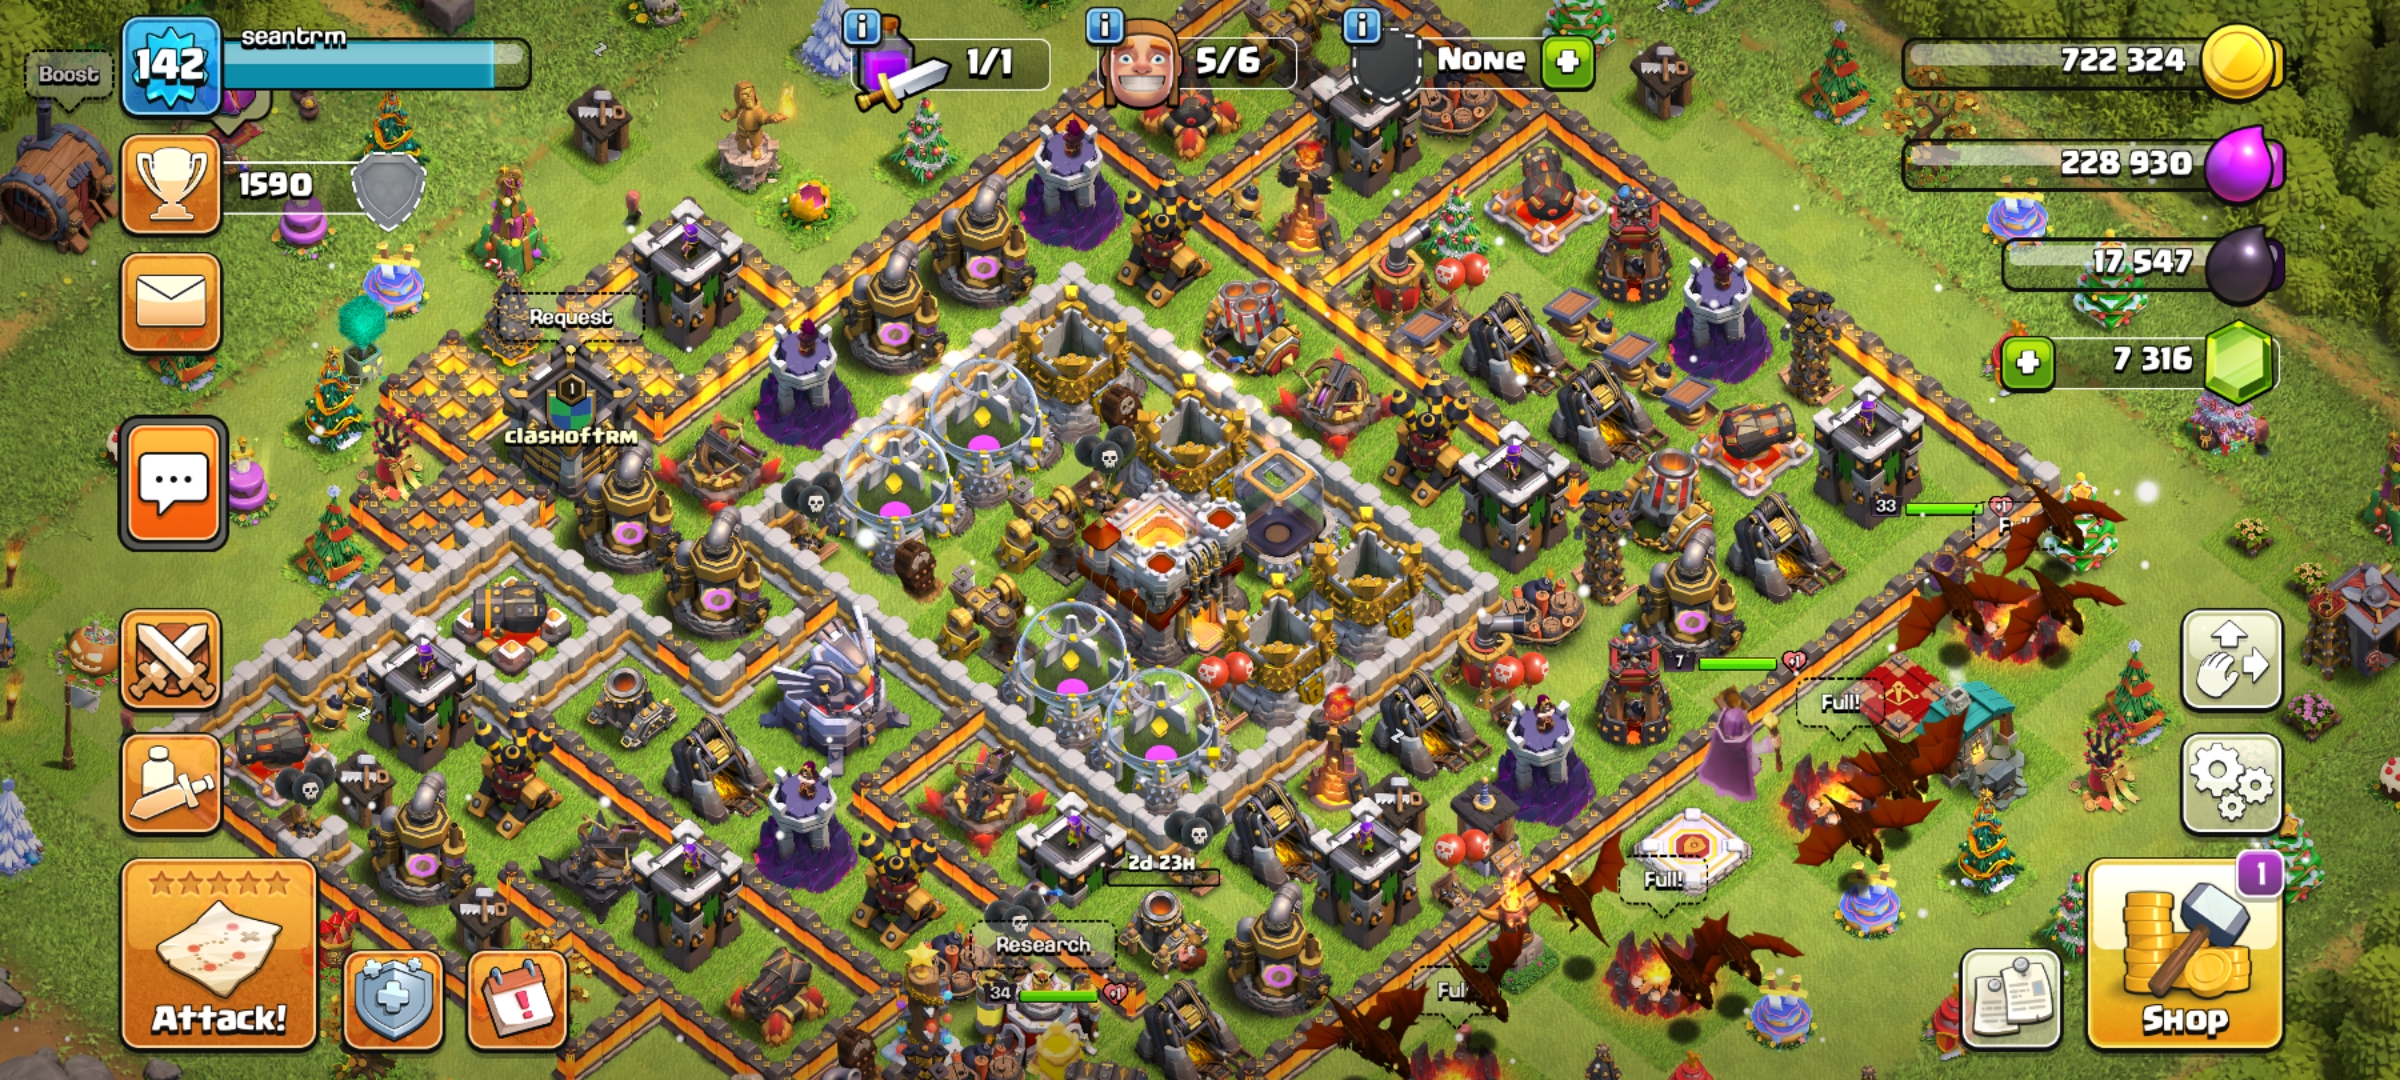 Boost
142
seantrm
1/1
5/6
None
722 324
1590
228 930
17 547
7 316
Request
1
clashoftRM
33
7
Full!
Full!
2d 23H
Research
34
Attack!
1
Shop